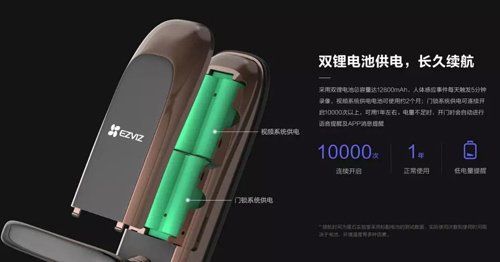 双锂电池供电，长久续航
采用双锂电池总容量达12800mAh，人体感应事件每天触发5分钟
录像，视频系统供电电池可使用约2个月；门锁系统供电可连续开
启10000次以上，可用1年左右，电量不足时，开门时会自动进行
语音提醒及APP消息提醒
EZVIZ
视频系统供电
门锁系统供电
10000次
连续开启
1年
正常使用
低电量提醒